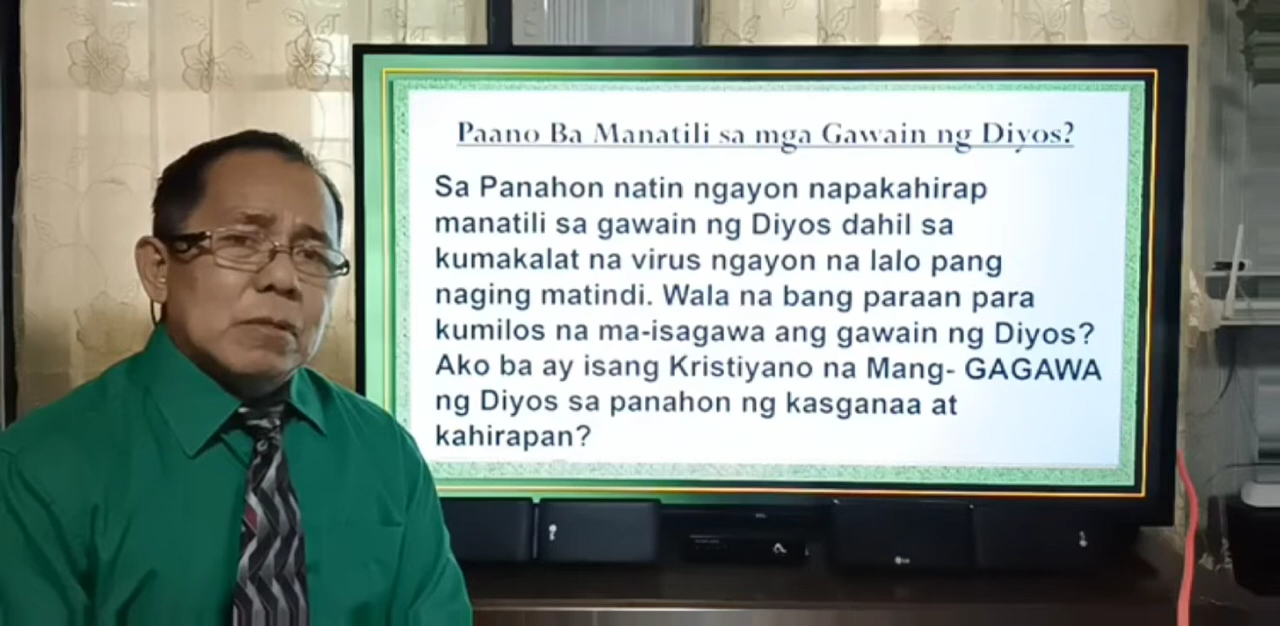 Paano Ba Manatili sa mga Gawain ng Diyos?
Sa Panahon natin ngayon napakahirap
manatili sa gawain ng Diyos dahil sa
kumakalat na virus ngayon na lalo pang
naging matindi. Wala na bang paraan para
kumilos na ma-isagawa ang gawain ng Diyos?
Ako ba ay isang Kristiyano na Mang- GAGAWA
ng Diyos sa panahon ng kasganaa at
kahirapan?